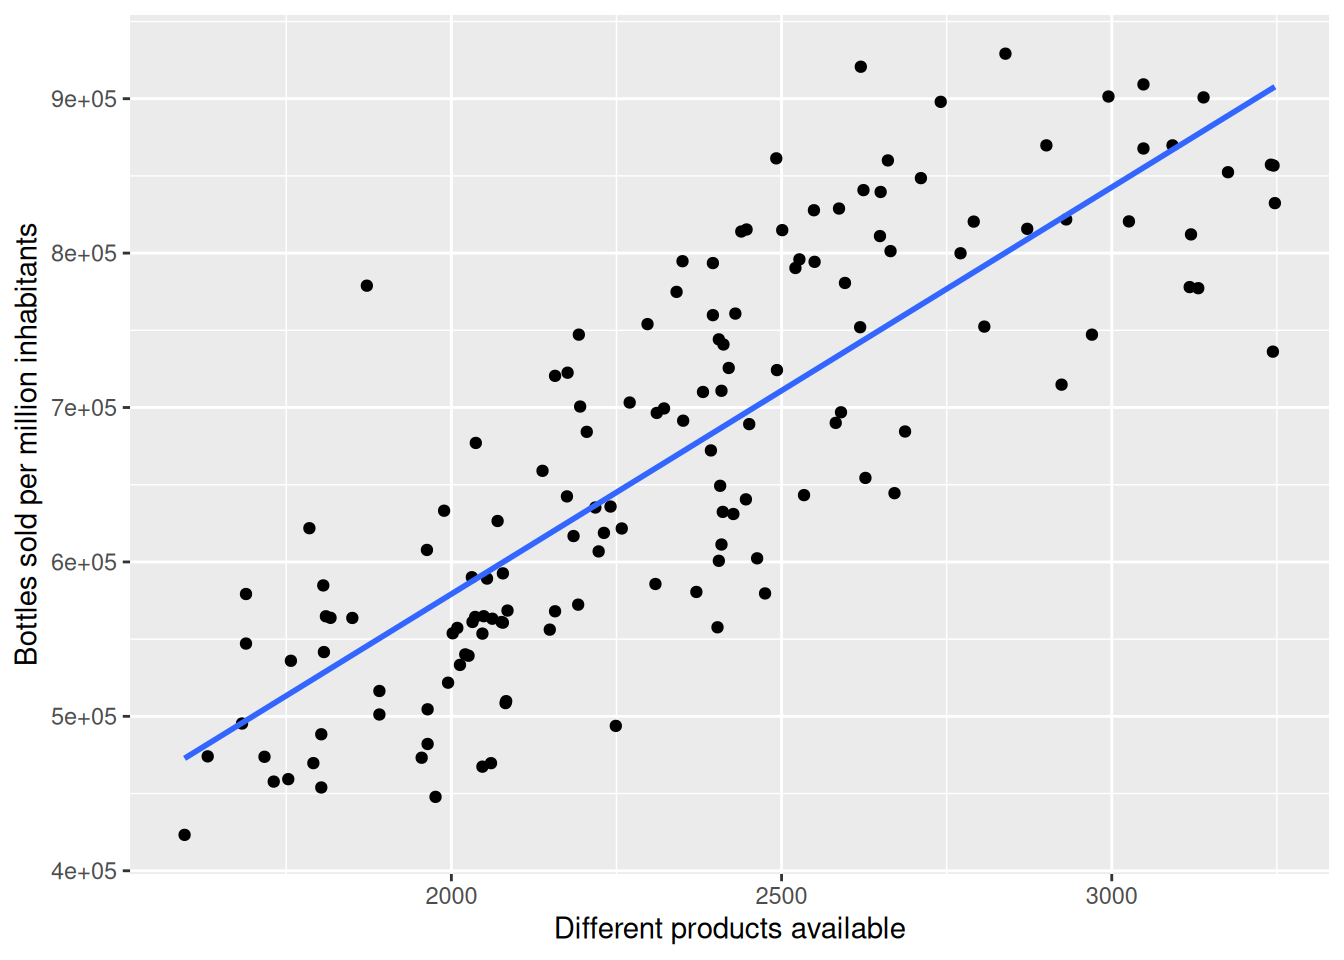 Bottles sold per million inhabitants
9e+05
8e+05
7e+05
6e+05
5e+05
4e+05
2000 2500 3000
Different products available